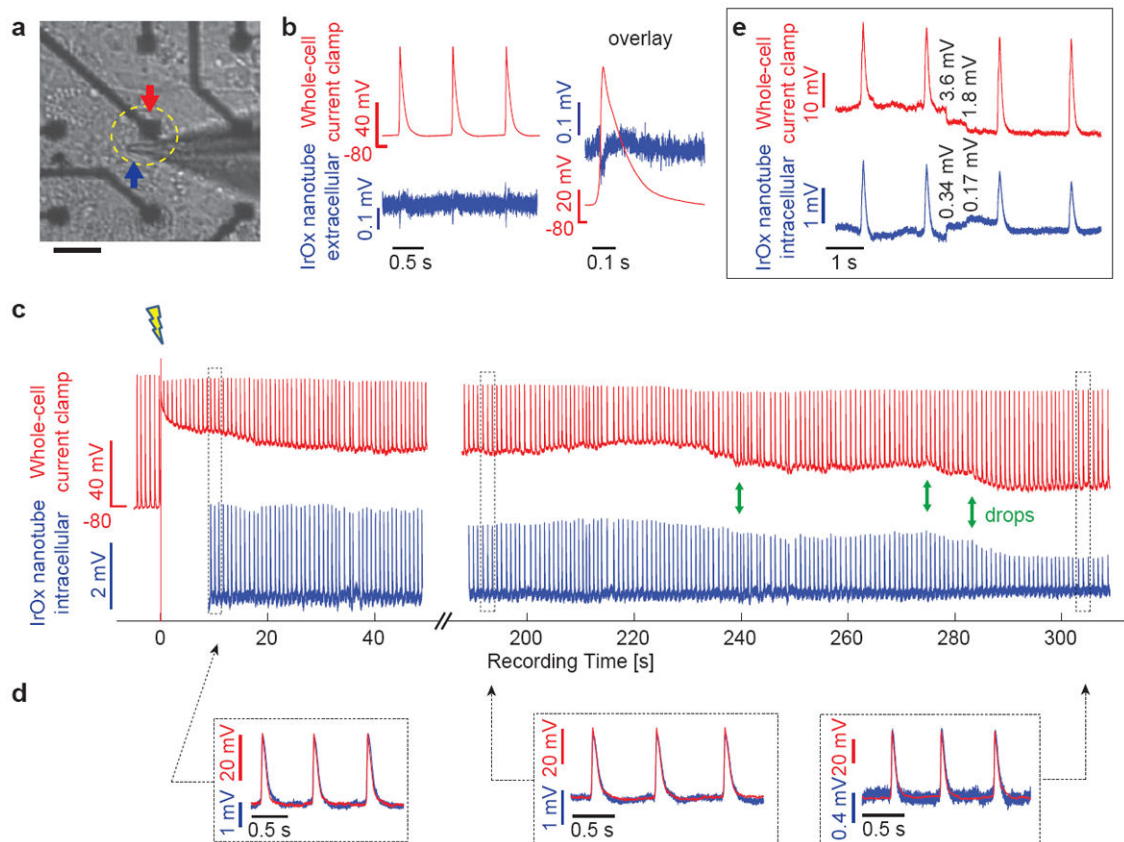 a
b
Whole-cell
current clamp
40 mV
-80
IrOx nanotube
extracellular
0.1 mV
0.5 s
overlay
0.1 mV
20 mV
-80
0.1 s
e
Whole-cell
current clamp
10 mV
3.6 mV
1.8 mV
IrOx nanotube
intracellular
1 mV
0.34 mV
0.17 mV
1 s
c
Whole-cell
current clamp
40 mV
-80
IrOx nanotube
intracellular
2 mV
drops
0 20 40 200 220 240 260 280 300
Recording Time [s]
d
20 mV
1 mV
0.5 s
20 mV
1 mV
0.5 s
20 mV
0.4 mV
0.5 s